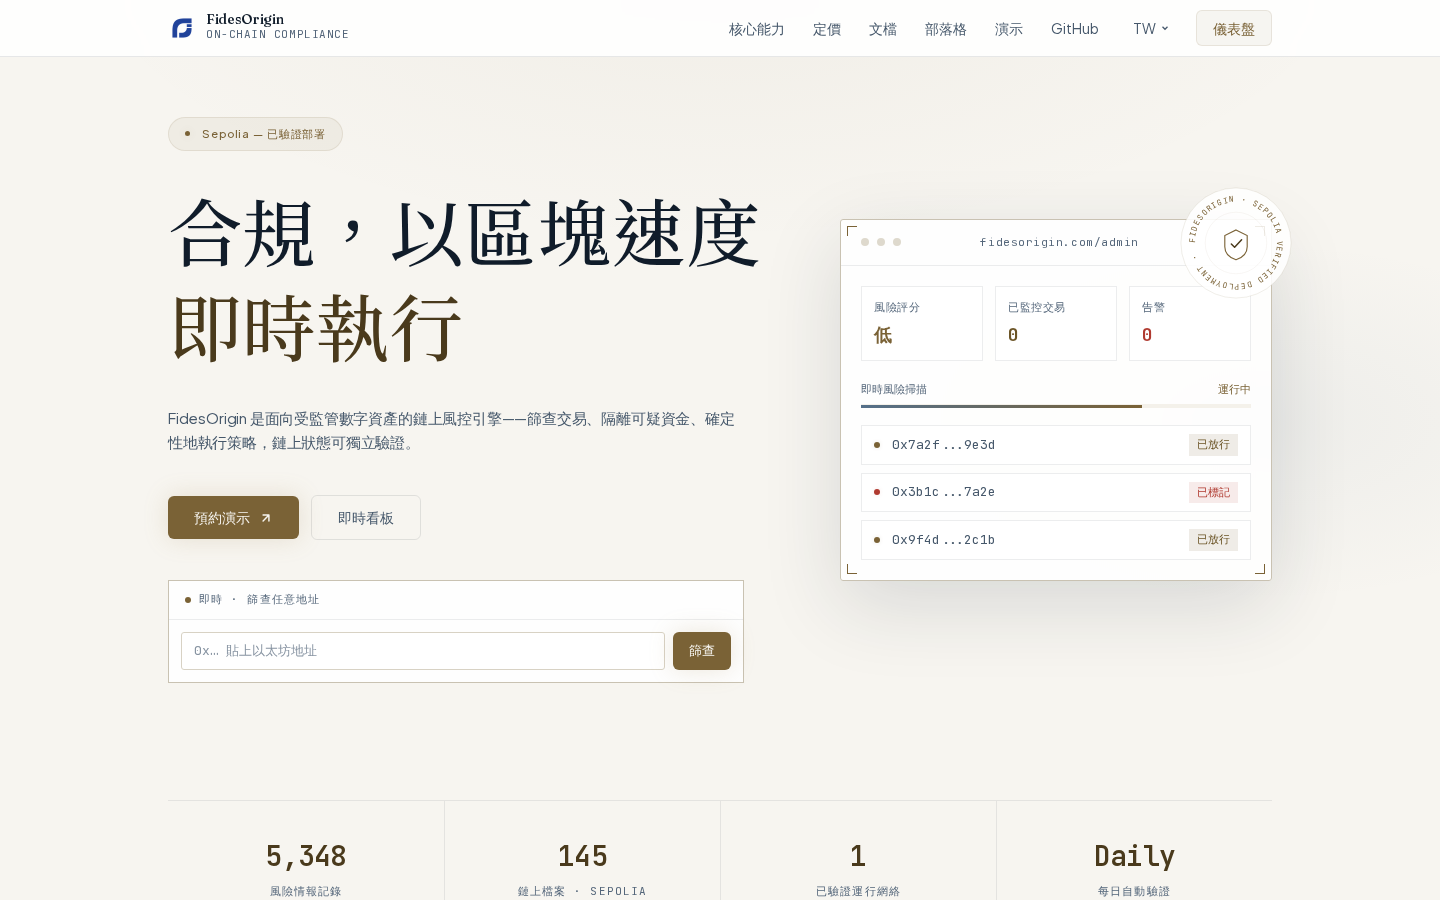 FidesOrigin
ON-CHAIN COMPLIANCE
核心能力
定價
文檔
部落格
演示
GitHub
TW
儀表盤
Sepolia — 已驗證部署
合規，以區塊速度
即時執行
FidesOrigin 是面向受監管數字資產的鏈上風控引擎——篩查交易、隔離可疑資金、確定
性地執行策略，鏈上狀態可獨立驗證。
預約演示
即時看板
即時 · 篩查任意地址
0x… 貼上以太坊地址
篩查
fidesorigin.com/admin
FIDESORIGIN · SEPOLIA VERIFIED DEPLOYMENT ·
風險評分
低
已監控交易
0
告警
0
即時風險掃描
運行中
0x7a2f...9e3d
已放行
0x3b1c...7a2e
已標記
0x9f4d...2c1b
已放行
5,348
風險情報記錄
145
鏈上檔案 · SEPOLIA
1
已驗證運行網絡
Daily
每日自動驗證